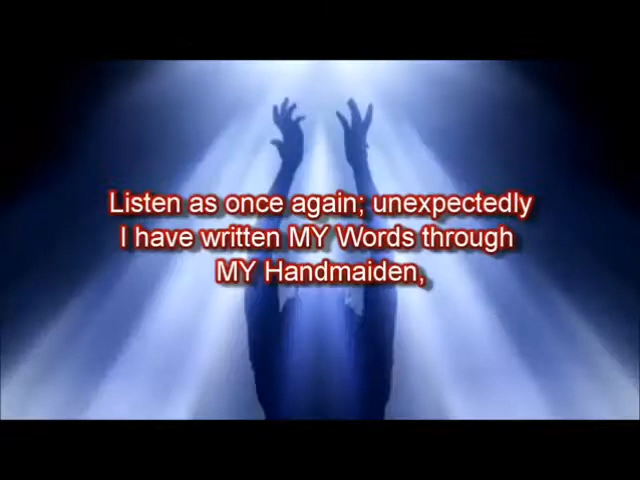 Listen as once again; unexpectedly
I have written MY Words through
MY Handmaiden,